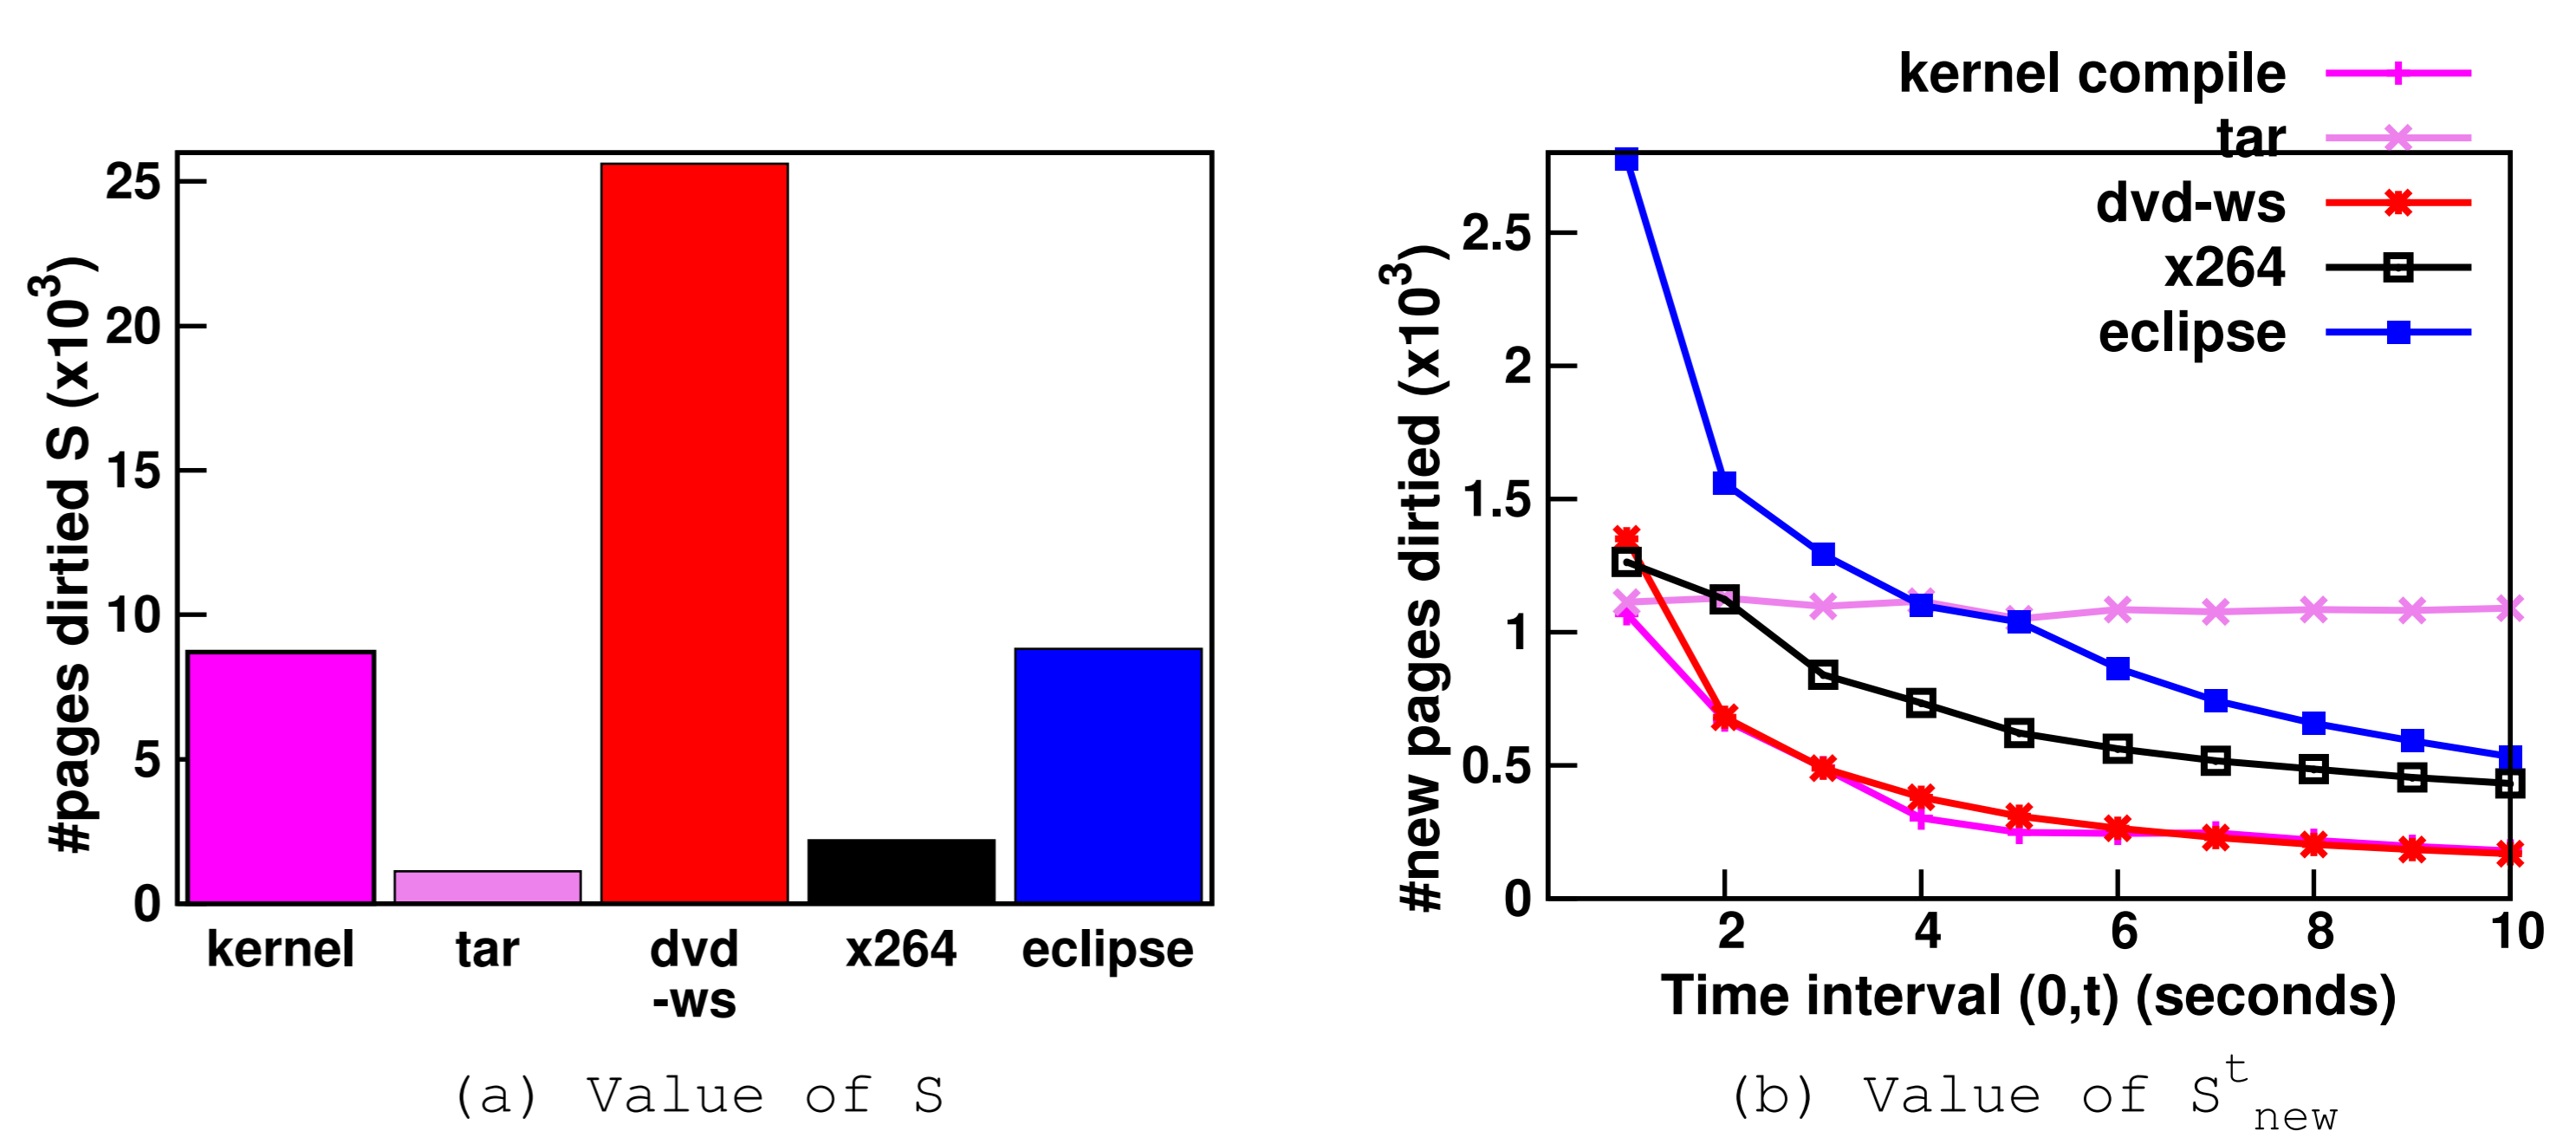 #pages dirtied S (x10³)
25
20
15
10
5
0
kernel
tar
dvd
-ws
x264
eclipse
(a) Value of S
kernel compile
tar
dvd-ws
x264
eclipse
#new pages dirtied (x10³)
2.5
2
1.5
1
0.5
0
2 4 6 8 10
Time interval (0,t) (seconds)
(b) Value of S^t_new